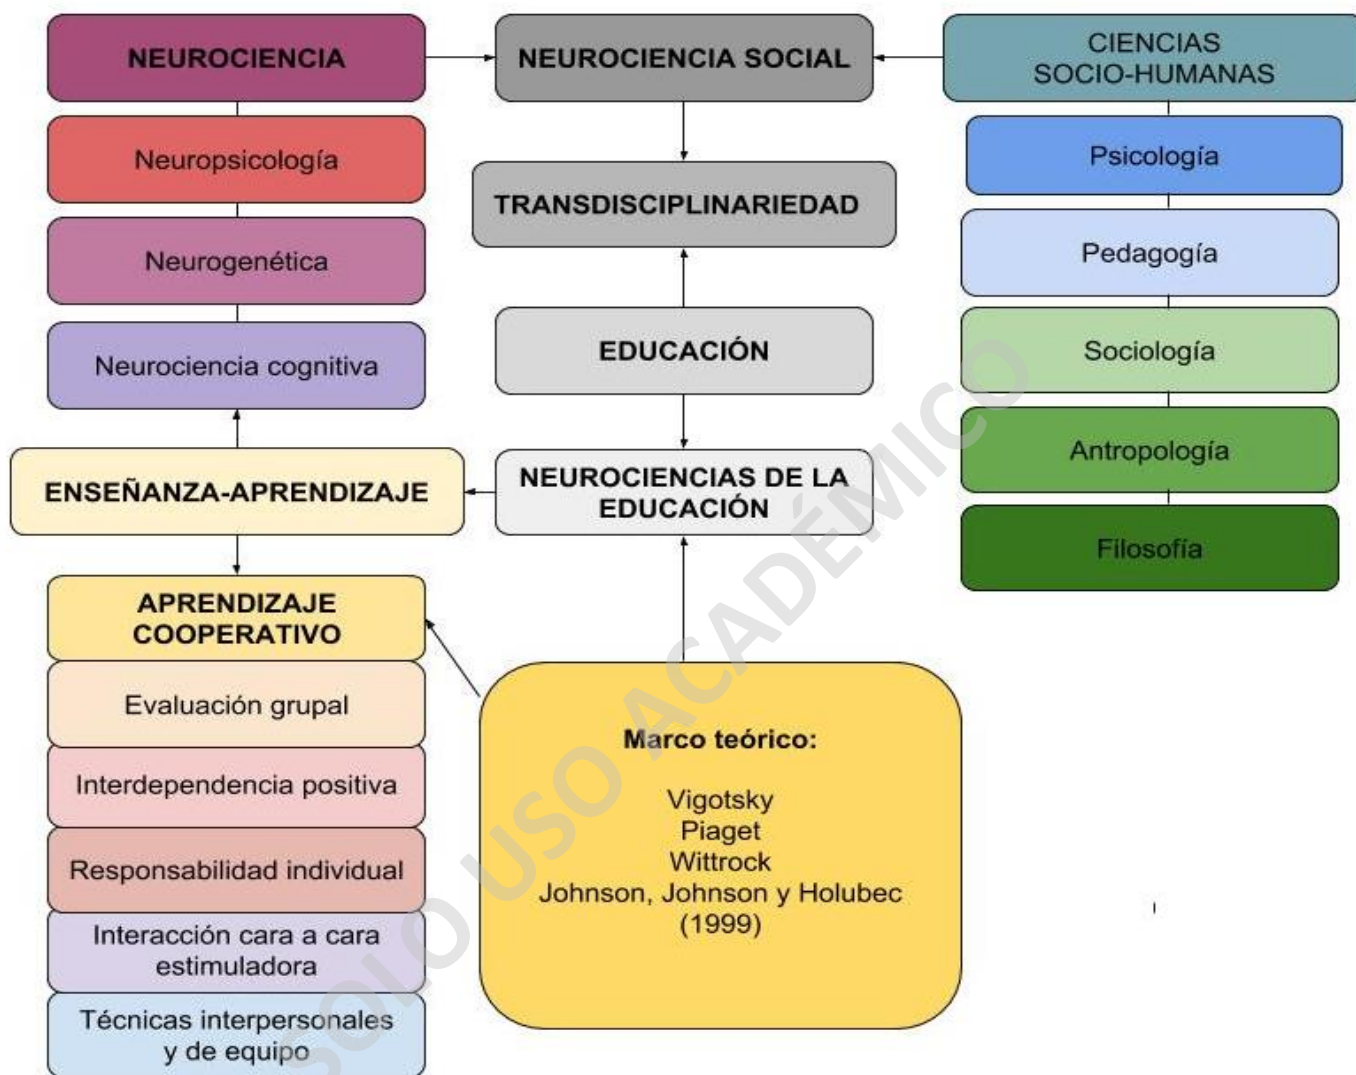 NEUROCIENCIA
NEUROCIENCIA SOCIAL
CIENCIAS
SOCIO-HUMANAS
Neuropsicología
Neurogenética
Neurociencia cognitiva
TRANSDISCIPLINARIEDAD
EDUCACIÓN
NEUROCIENCIAS DE LA
EDUCACIÓN
Psicología
Pedagogía
Sociología
Antropología
Filosofía
ENSEÑANZA-APRENDIZAJE
APRENDIZAJE
COOPERATIVO
Evaluación grupal
Interdependencia positiva
Responsabilidad individual
Interacción cara a cara
estimuladora
Técnicas interpersonales
y de equipo
Marco teórico:
Vigotsky
Piaget
Wittrock
Johnson, Johnson y Holubec
(1999)
SOLO USO ACADÉMICO